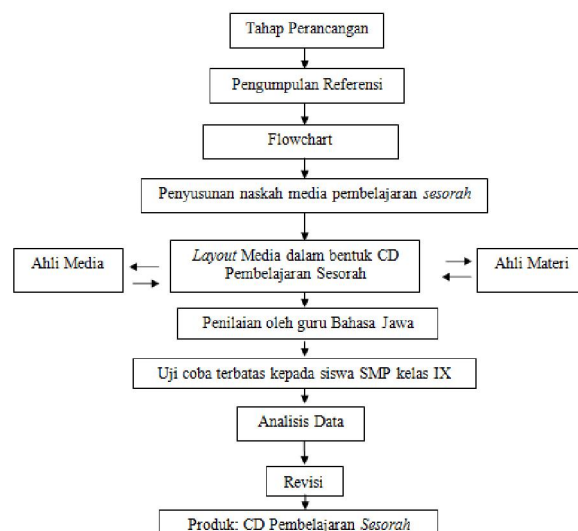 Tahap Perancangan
Pengumpulan Referensi
Flowchart
Penyusunan naskah media pembelajaran sesorah
Ahli Media
Layout Media dalam bentuk CD
Pembelajaran Sesorah
Ahli Materi
Penilaian oleh guru Bahasa Jawa
Uji coba terbatas kepada siswa SMP kelas IX
Analisis Data
Revisi
Produk: CD Pembelajaran Sesorah